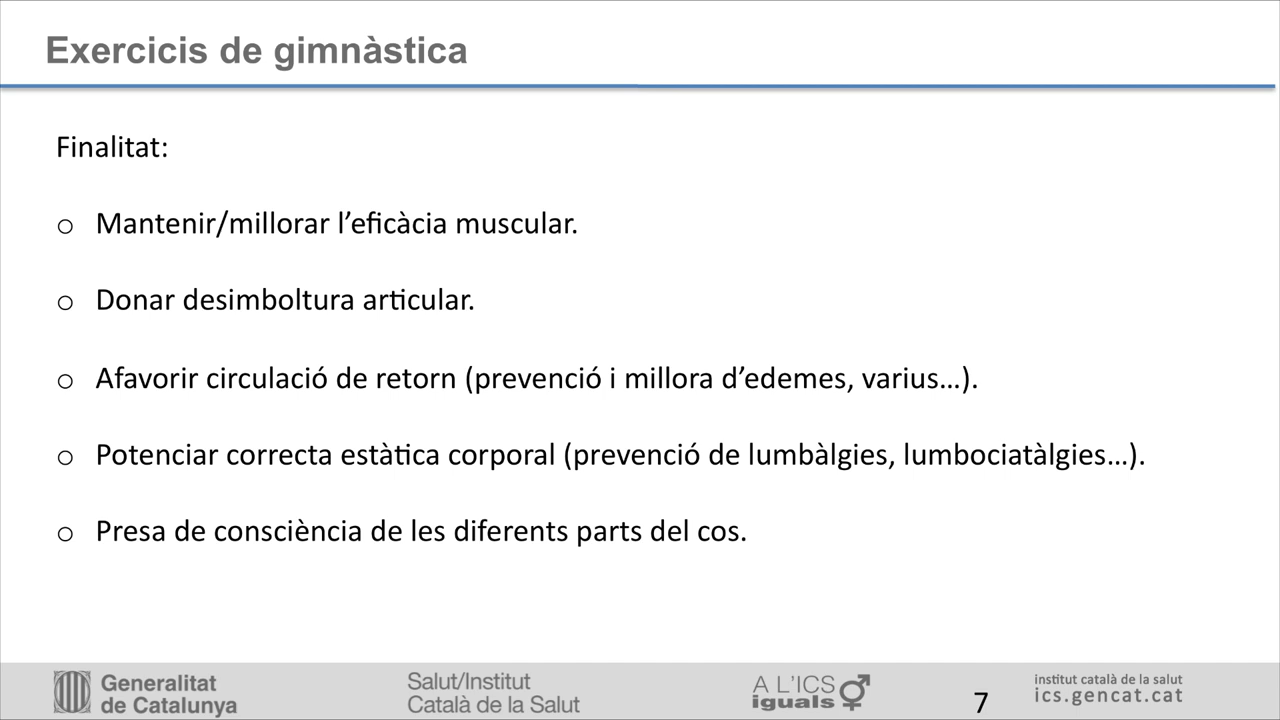 Exercicis de gimnàstica
Finalitat:
o Mantenir/millorar l’eficàcia muscular.
o Donar desimboltura articular.
o Afavorir circulació de retorn (prevenció i millora d’edemes, varius…).
o Potenciar correcta estàtica corporal (prevenció de lumbàlgies, lumbociatàlgies…).
o Presa de consciència de les diferents parts del cos.
Generalitat
de Catalunya
Salut/Institut
Català de la Salut
A L'ICS
iguals
7
institut català de la salut
ics.gencat.cat